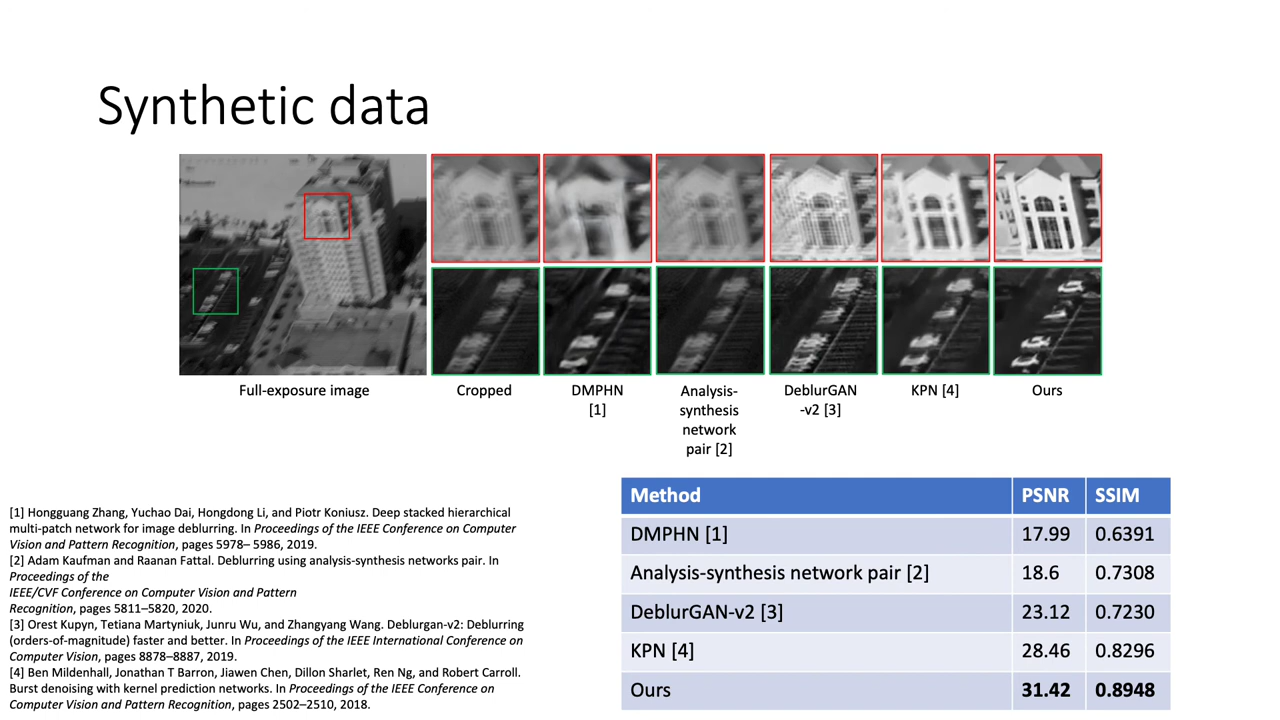 Synthetic data
Full-exposure image
Cropped
DMPHN
[1]
Analysis-
synthesis
network
pair [2]
DeblurGAN
-v2 [3]
KPN [4]
Ours
[1] Hongguang Zhang, Yuchao Dai, Hongdong Li, and Piotr Koniusz. Deep stacked hierarchical
multi-patch network for image deblurring. In Proceedings of the IEEE Conference on Computer
Vision and Pattern Recognition, pages 5978– 5986, 2019.
[2] Adam Kaufman and Raanan Fattal. Deblurring using analysis-synthesis networks pair. In
Proceedings of the
IEEE/CVF Conference on Computer Vision and Pattern
Recognition, pages 5811–5820, 2020.
[3] Orest Kupyn, Tetiana Martyniuk, Junru Wu, and Zhangyang Wang. Deblurgan-v2: Deblurring
(orders-of-magnitude) faster and better. In Proceedings of the IEEE International Conference on
Computer Vision, pages 8878–8887, 2019.
[4] Ben Mildenhall, Jonathan T Barron, Jiawen Chen, Dillon Sharlet, Ren Ng, and Robert Carroll.
Burst denoising with kernel prediction networks. In Proceedings of the IEEE Conference on
Computer Vision and Pattern Recognition, pages 2502–2510, 2018.
Method PSNR SSIM
DMPHN [1] 17.99 0.6391
Analysis-synthesis network pair [2] 18.6 0.7308
DeblurGAN-v2 [3] 23.12 0.7230
KPN [4] 28.46 0.8296
Ours 31.42 0.8948